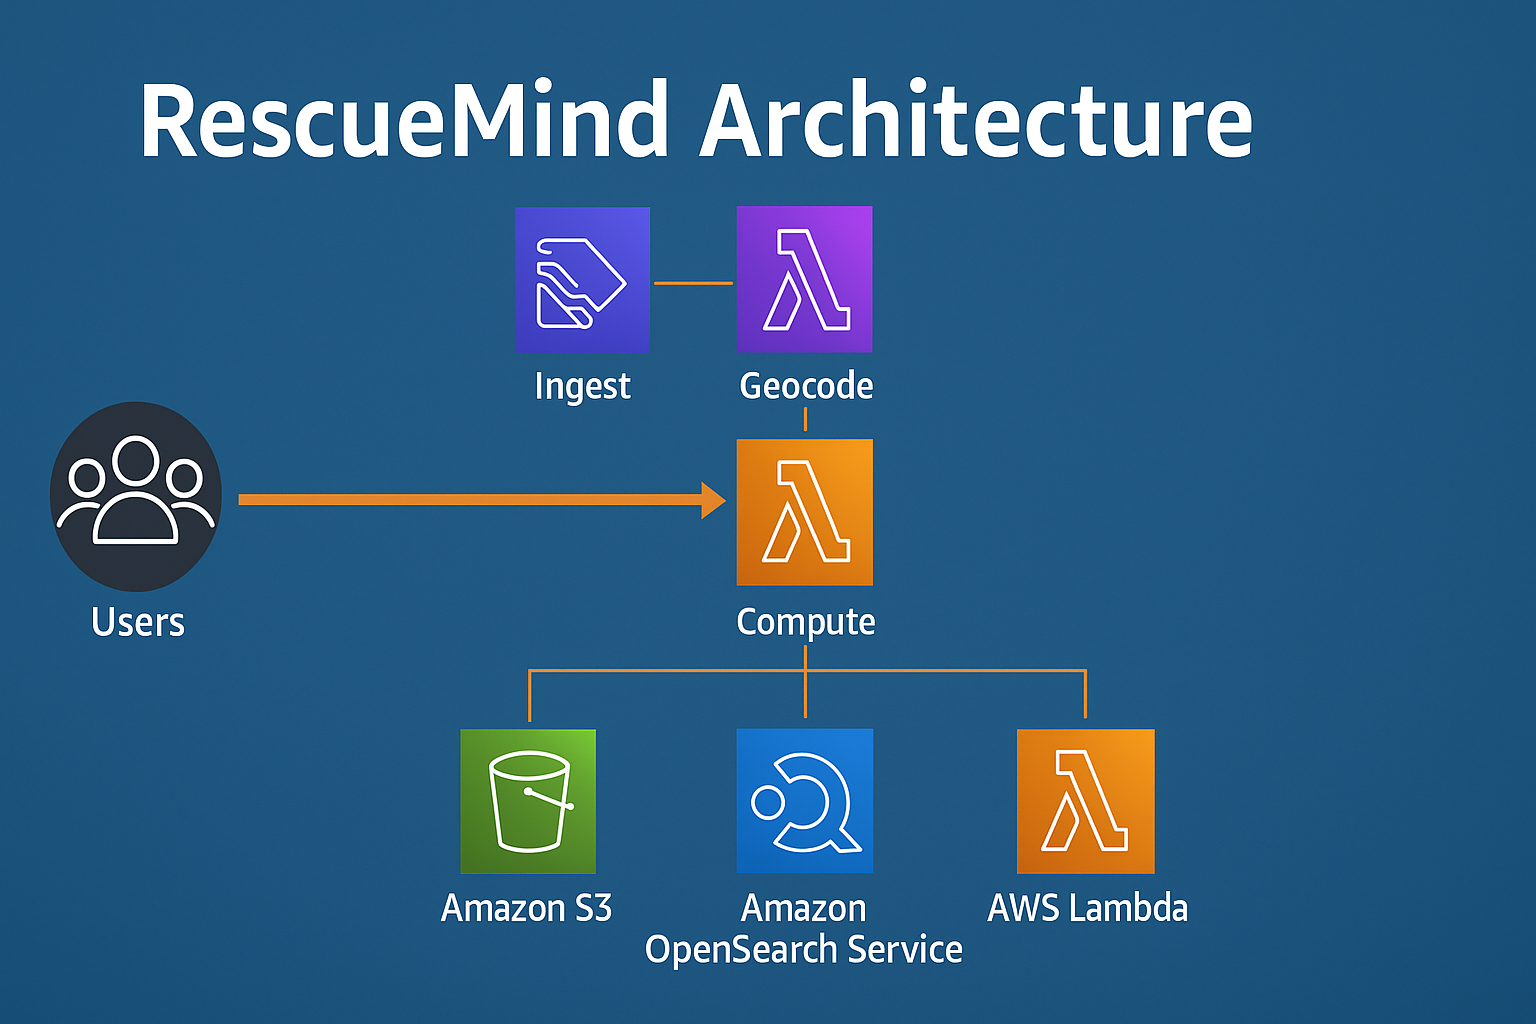 RescueMind Architecture
Ingest
Geocode
Users
Compute
Amazon S3
Amazon
OpenSearch Service
AWS Lambda